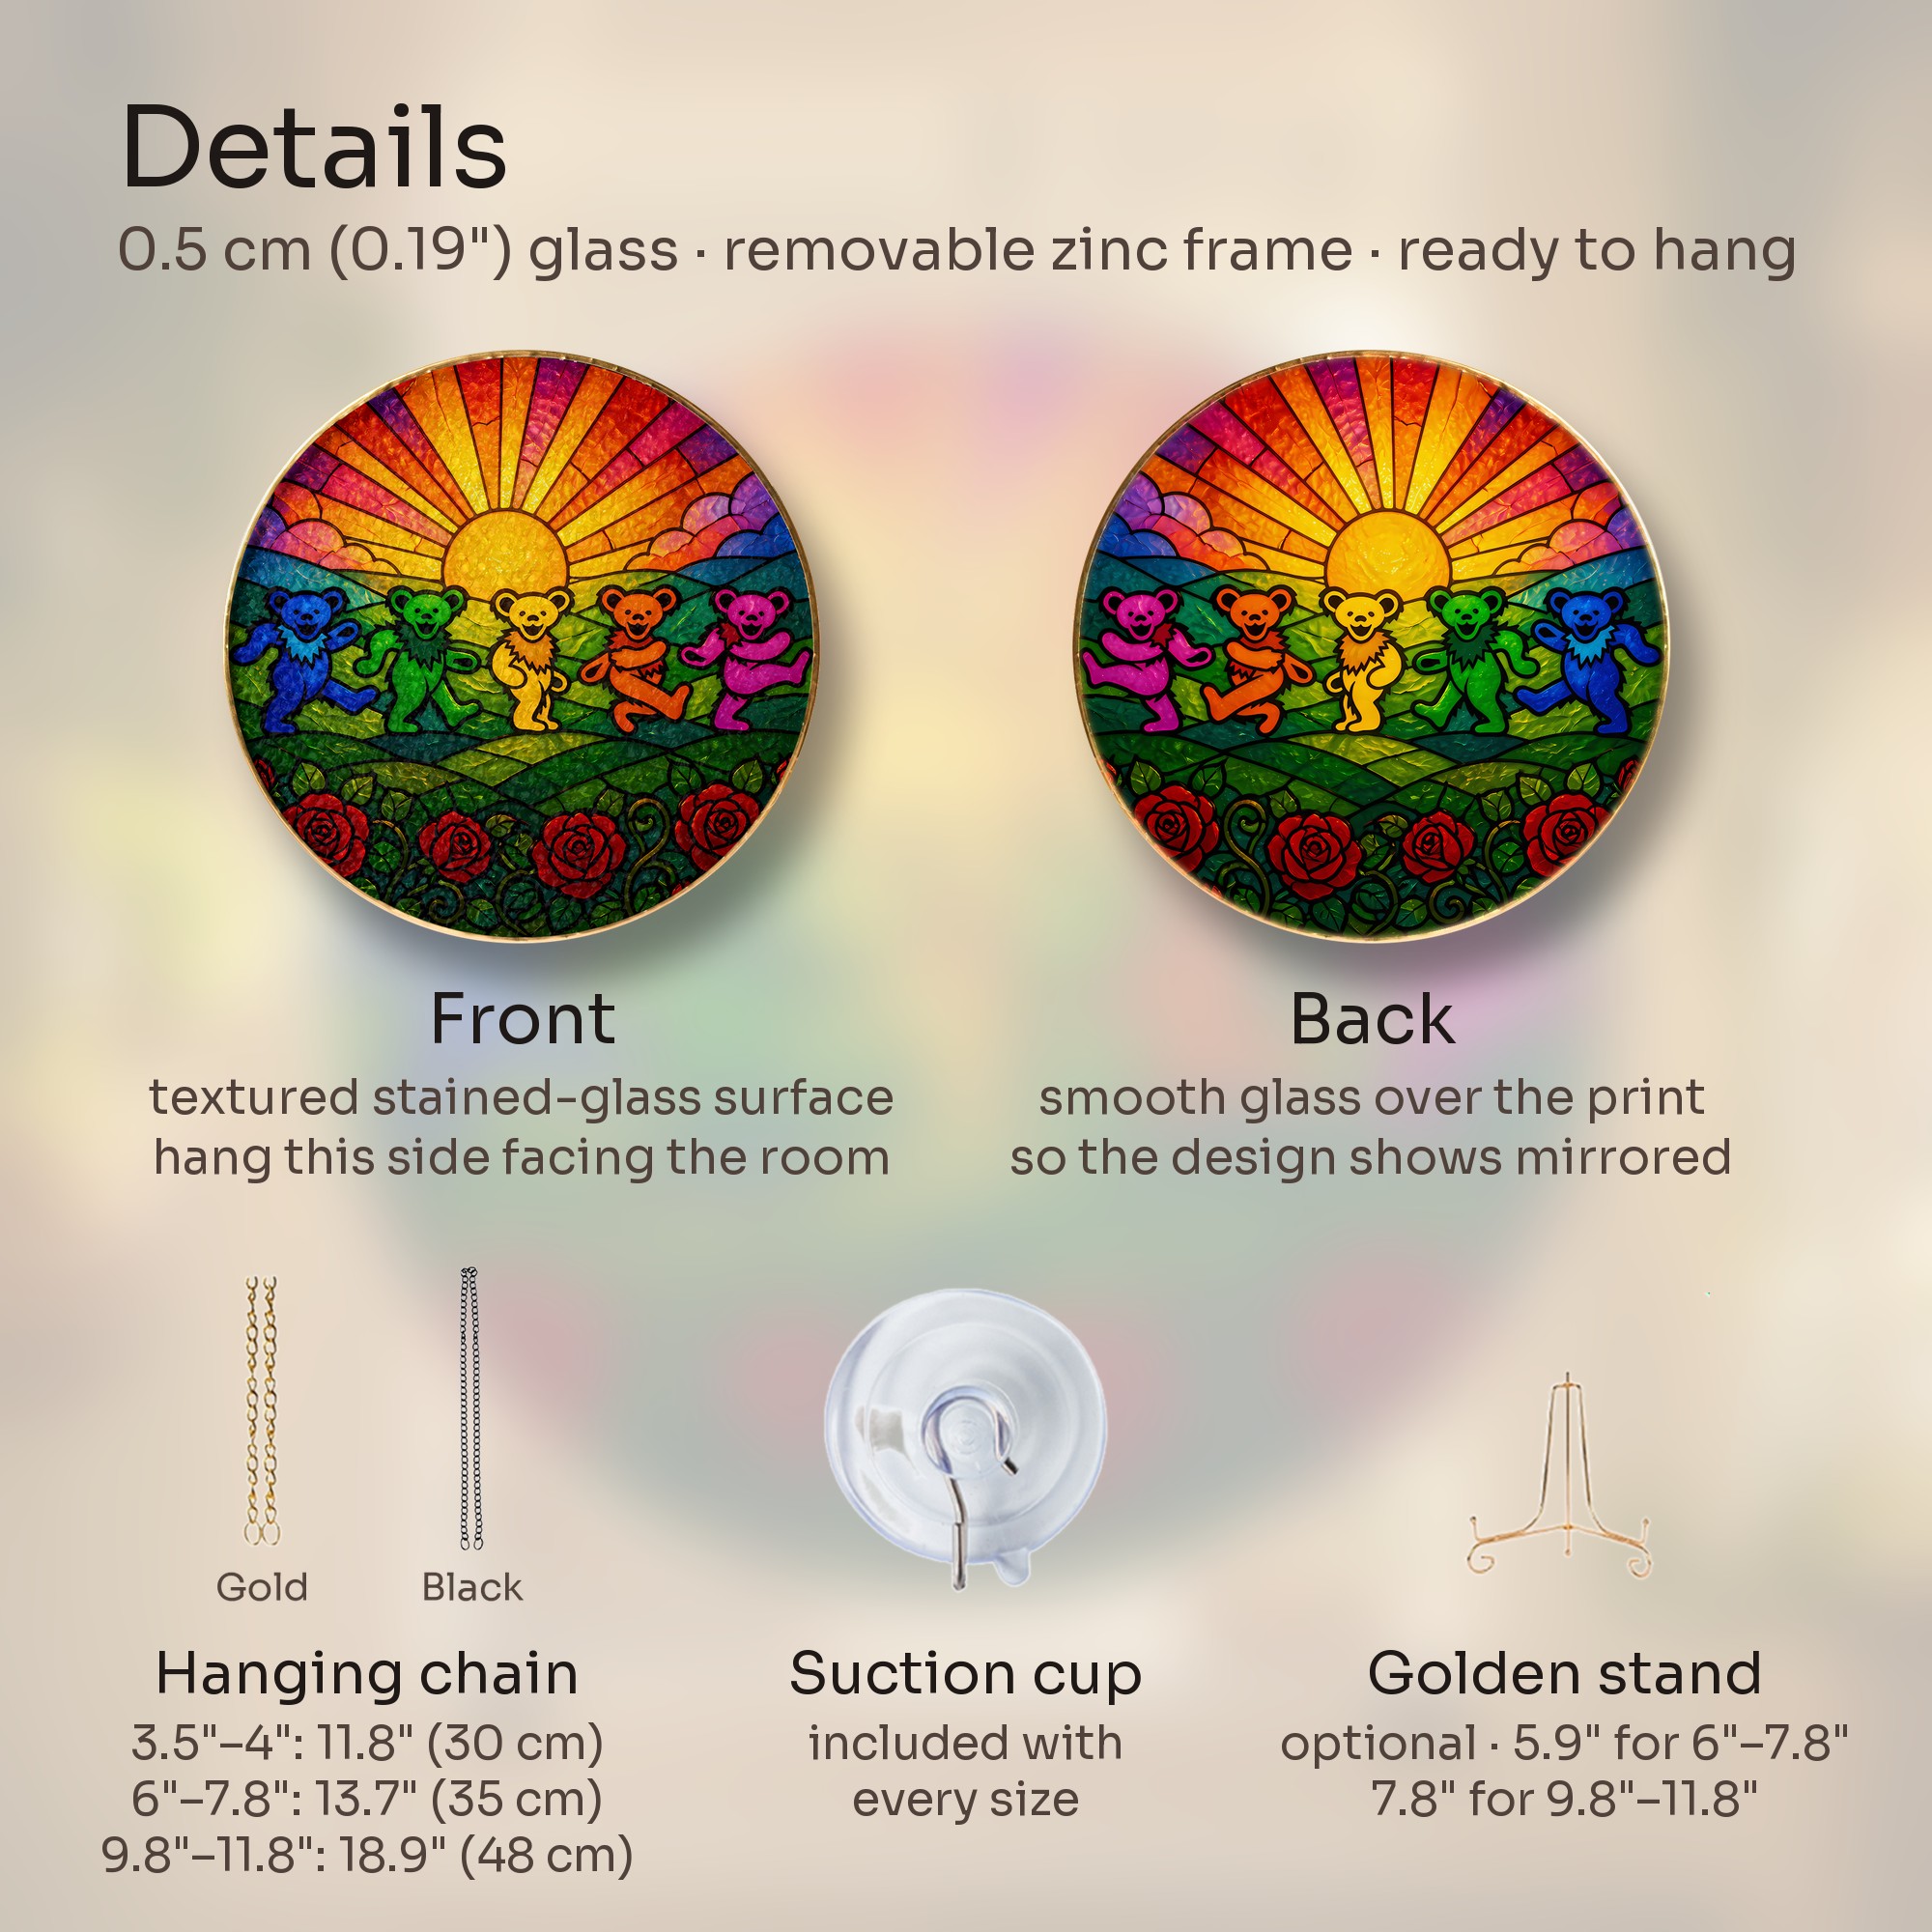 Details
0.5 cm (0.19") glass · removable zinc frame · ready to hang
Front
textured stained-glass surface
hang this side facing the room
Back
smooth glass over the print
so the design shows mirrored
Gold
Black
Hanging chain
3.5"–4": 11.8" (30 cm)
6"–7.8": 13.7" (35 cm)
9.8"–11.8": 18.9" (48 cm)
Suction cup
included with
every size
Golden stand
optional · 5.9" for 6"–7.8"
7.8" for 9.8"–11.8"